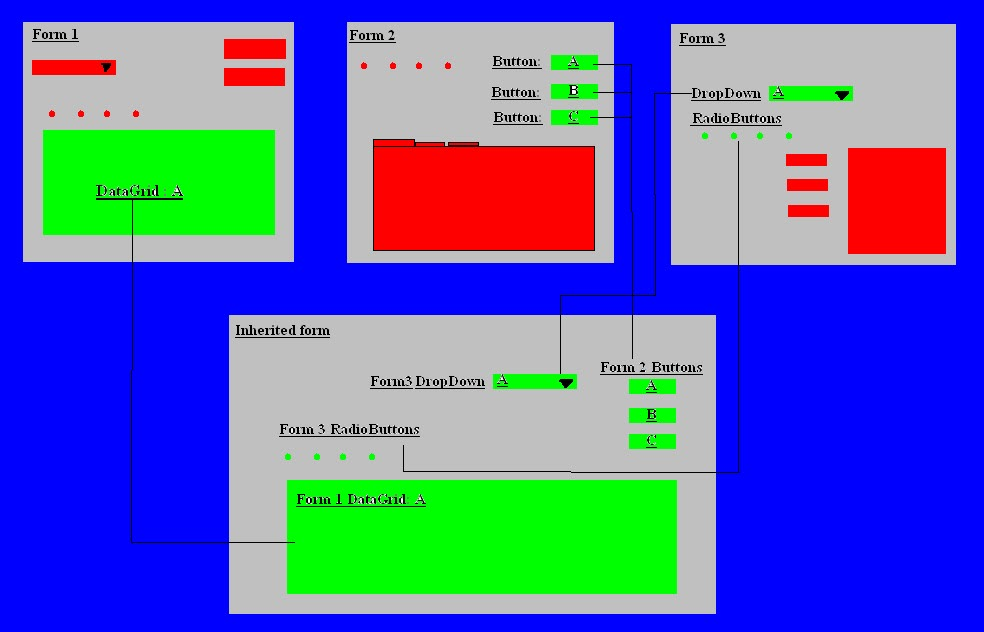 Form 1
DataGrid : A
Form 2
Button: A
Button: B
Button: C
Form 3
DropDown A
RadioButtons
Inherited form
Form3 DropDown A
Form 2 Buttons
A
B
C
Form 3 RadioButtons
Form 1 DataGrid: A